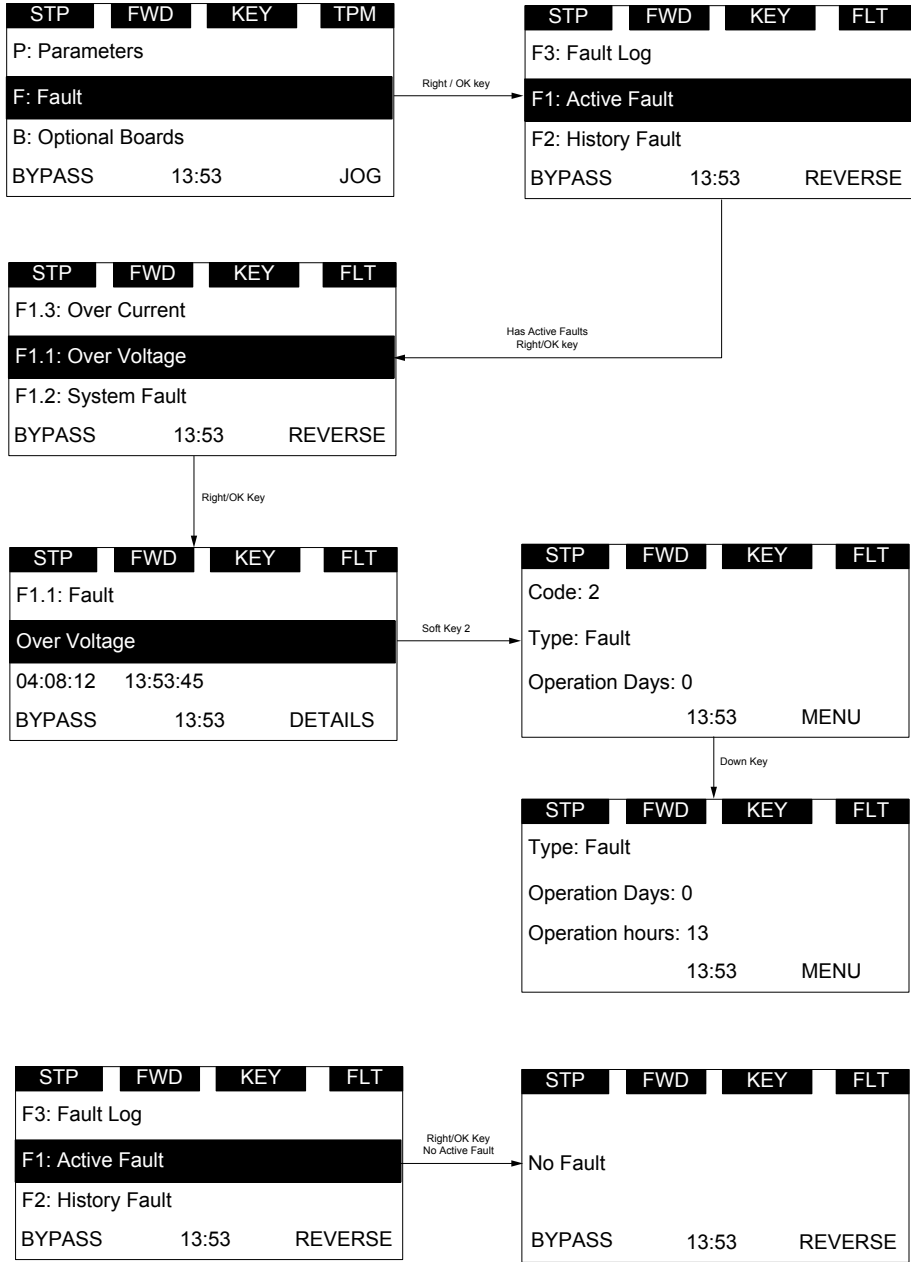 STP FWD KEY TPM
P: Parameters
F: Fault
B: Optional Boards
BYPASS 13:53 JOG
Right / OK key
STP FWD KEY FLT
F3: Fault Log
F1: Active Fault
F2: History Fault
BYPASS 13:53 REVERSE
Has Active Faults
Right/OK key
STP FWD KEY FLT
F1.3: Over Current
F1.1: Over Voltage
F1.2: System Fault
BYPASS 13:53 REVERSE
Right/OK Key
STP FWD KEY FLT
F1.1: Fault
Over Voltage
04:08:12 13:53:45
BYPASS 13:53 DETAILS
Soft Key 2
STP FWD KEY FLT
Code: 2
Type: Fault
Operation Days: 0
13:53 MENU
Down Key
STP FWD KEY FLT
Type: Fault
Operation Days: 0
Operation hours: 13
13:53 MENU
STP FWD KEY FLT
F3: Fault Log
F1: Active Fault
F2: History Fault
BYPASS 13:53 REVERSE
Right/OK Key
No Active Fault
STP FWD KEY FLT
No Fault
BYPASS 13:53 REVERSE